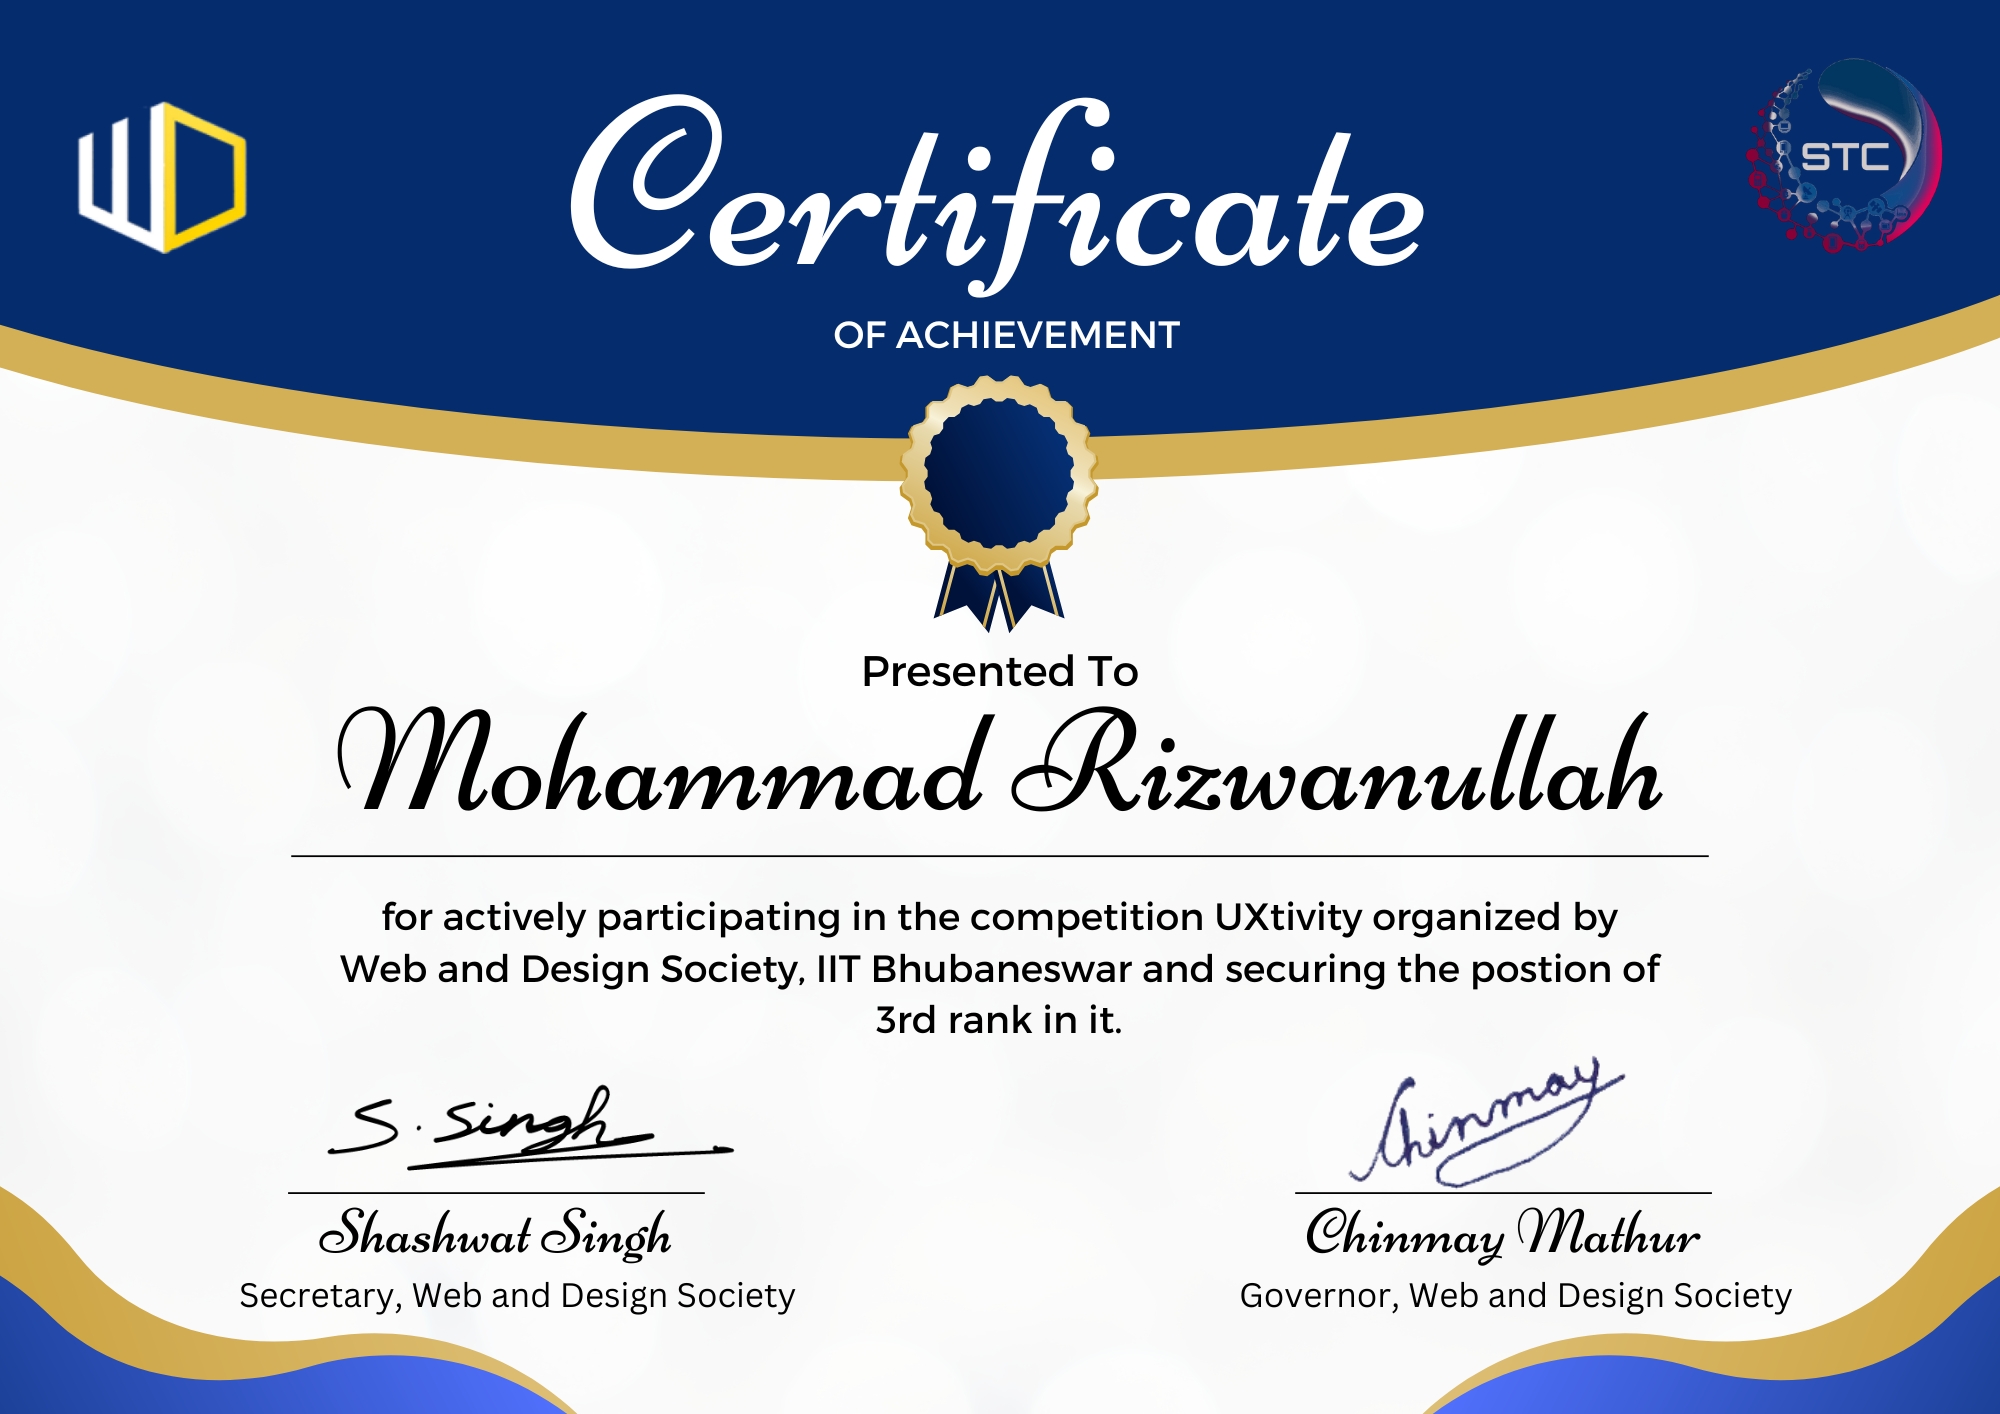 WD
STC
Certificate
OF ACHIEVEMENT
Presented To
Mohammad Rizwanullah
for actively participating in the competition UXtivity organized by
Web and Design Society, IIT Bhubaneswar and securing the postion of
3rd rank in it.
S. Singh
Chinmay
Shashwat Singh
Chinmay Mathur
Secretary, Web and Design Society
Governor, Web and Design Society